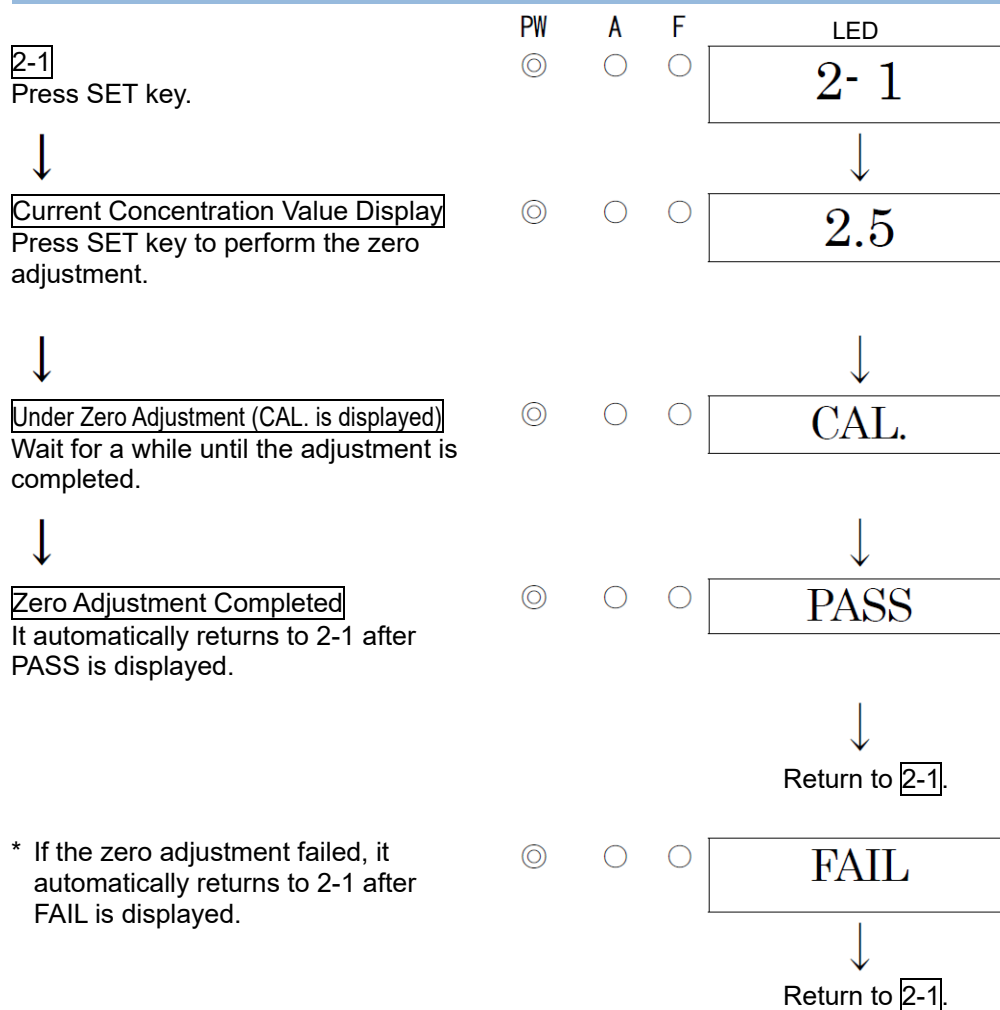 PW A F LED
2-1
Press SET key.
2- 1
Current Concentration Value Display
Press SET key to perform the zero
adjustment.
2.5
Under Zero Adjustment (CAL. is displayed)
Wait for a while until the adjustment is
completed.
CAL.
Zero Adjustment Completed
It automatically returns to 2-1 after
PASS is displayed.
PASS
Return to 2-1.
* If the zero adjustment failed, it
automatically returns to 2-1 after
FAIL is displayed.
FAIL
Return to 2-1.